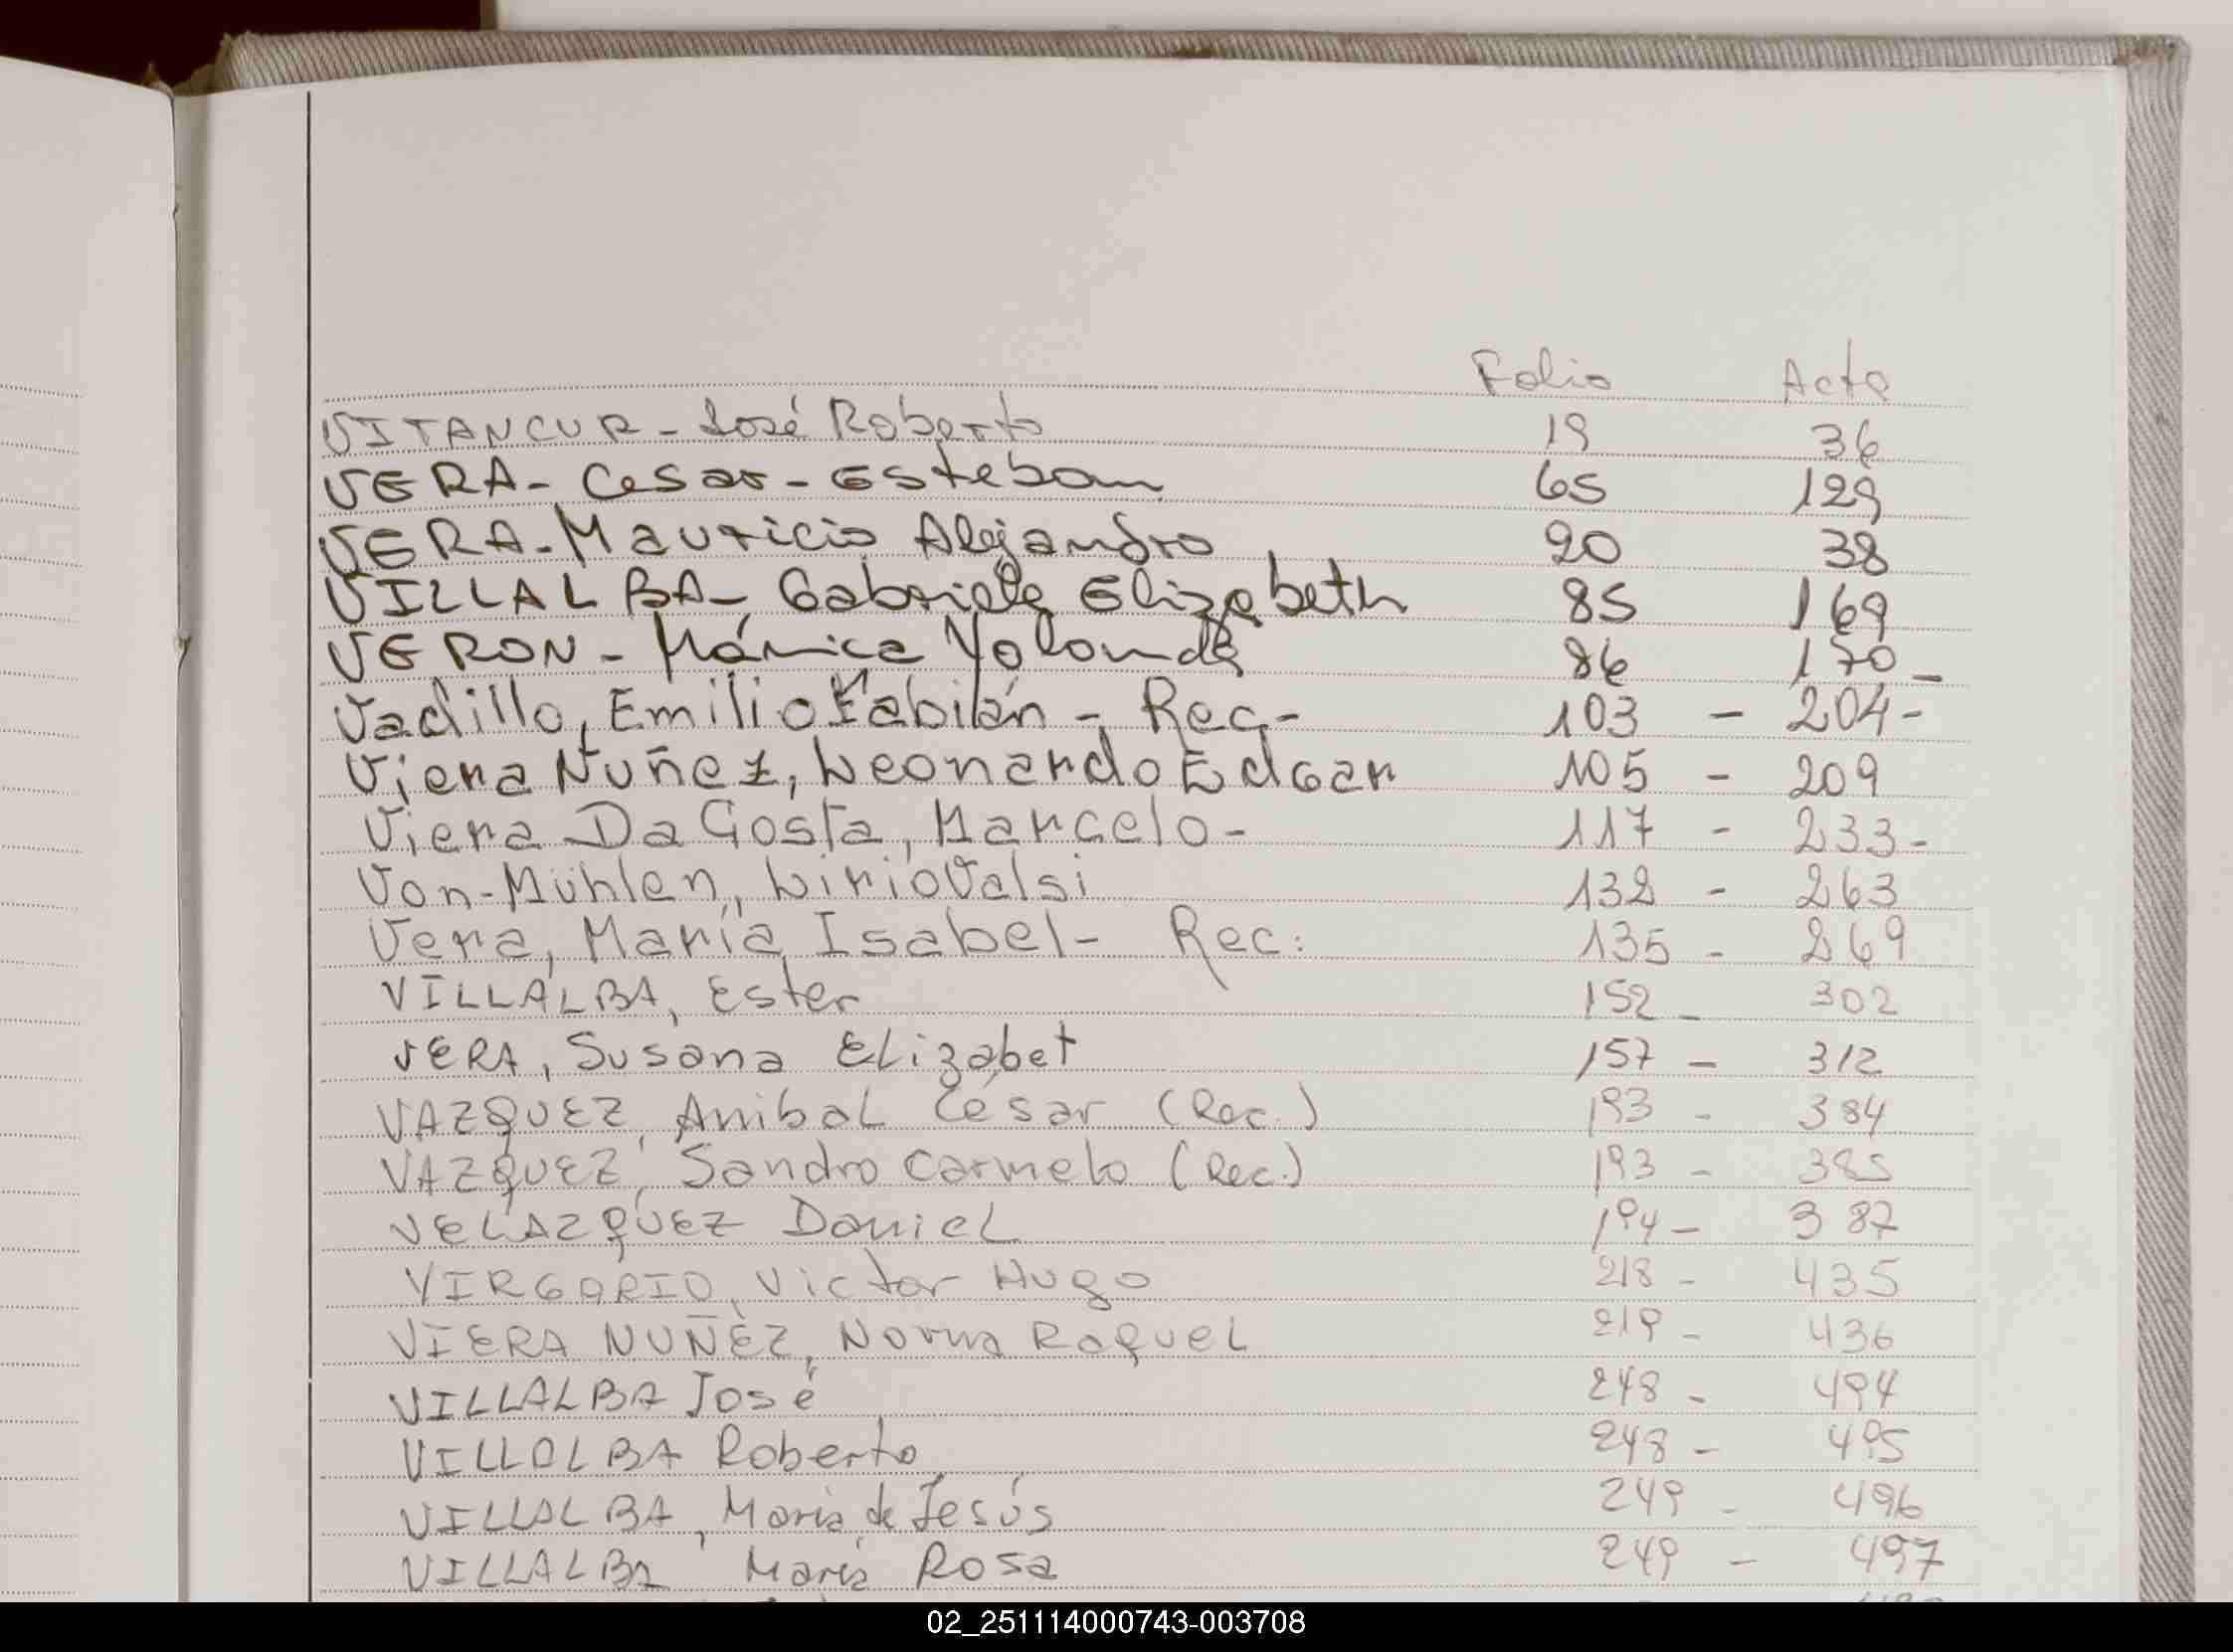 Folio Acta
VITANCUR - José Roberto 19 36
VERA - Cesar - Esteban 65 129
VERA - Mauricio Alejandro 20 38
VILLALBA - Gabriela Elizabeth 85 169
VERON - Mónica Yolanda 86 170 -
Vadillo, Emilio Fabián - Rec - 103 - 204 -
Viera Nuñez, Leonardo Edgar 105 - 209
Viera Da Costa, Marcelo - 117 - 233 -
Von-Mühlen, Lirio Valsi 132 - 263
Vera, María Isabel - Rec: 135 - 269
VILLALBA, Ester 152 - 302
VERA, Susana Elizabet 157 - 312
VAZQUEZ, Anibal César (Rec.) 193 - 384
VAZQUEZ, Sandro Carmelo (Rec.) 193 - 385
VELAZQUEZ Daniel 194 - 387
VIRGORIO, Victor Hugo 218 - 435
VIERA NUÑEZ, Norma Raquel 219 - 436
VILLALBA José 248 - 494
VILLALBA Roberto 248 - 495
VILLALBA, María de Jesús 249 - 496
VILLALBA María Rosa 249 - 497
02_251114000743-003708